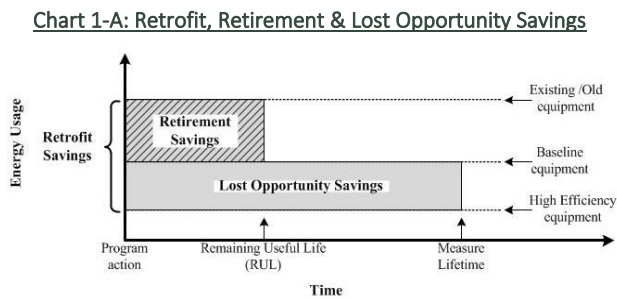 Chart 1-A: Retrofit, Retirement & Lost Opportunity Savings
Energy Usage
Retrofit
Savings
Retirement
Savings
Lost Opportunity Savings
Existing /Old
equipment
Baseline
equipment
High Efficiency
equipment
Program
action
Remaining Useful Life
(RUL)
Measure
Lifetime
Time